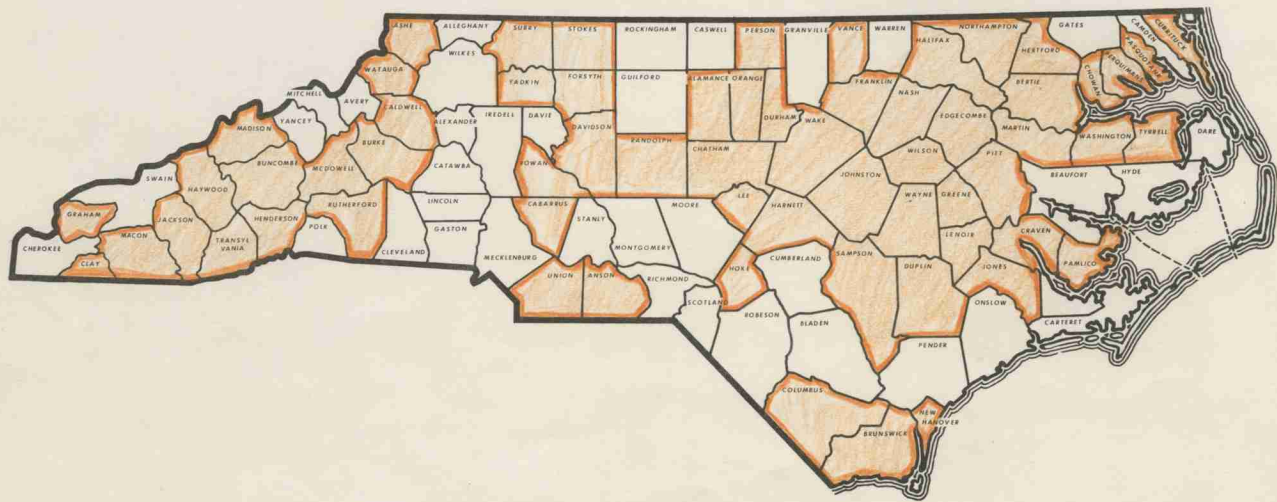 ASHE
ALLEGHANY
SURRY
STOKES
ROCKINGHAM
CASWELL
PERSON
GRANVILLE
VANCE
WARREN
NORTHAMPTON
GATES
CAMDEN
CURRITUCK
HALIFAX
HERTFORD
PASQUOTANK
PERQUIMANS
CHOWAN
WATAUGA
WILKES
YADKIN
FORSYTH
GUILFORD
ALAMANCE
ORANGE
DURHAM
FRANKLIN
NASH
BERTIE
MITCHELL
AVERY
YANCEY
CALDWELL
ALEXANDER
IREDELL
DAVIE
DAVIDSON
RANDOLPH
CHATHAM
WAKE
EDGECOMBE
MARTIN
WASHINGTON
TYRRELL
DARE
MADISON
BUNCOMBE
MCDOWELL
BURKE
CATAWBA
ROWAN
JOHNSTON
WILSON
PITT
BEAUFORT
HYDE
SWAIN
HAYWOOD
GRAHAM
JACKSON
HENDERSON
RUTHERFORD
POLK
LINCOLN
GASTON
CLEVELAND
CABARRUS
STANLY
MOORE
LEE
HARNETT
WAYNE
GREENE
LENOIR
CRAVEN
PAMLICO
CHEROKEE
CLAY
MACON
TRANSYL
VANIA
MECKLENBURG
MONTGOMERY
UNION
ANSON
RICHMOND
HOKE
CUMBERLAND
SAMPSON
DUPLIN
JONES
ONSLOW
CARTERET
SCOTLAND
ROBESON
BLADEN
PENDER
COLUMBUS
BRUNSWICK
NEW
HANOVER